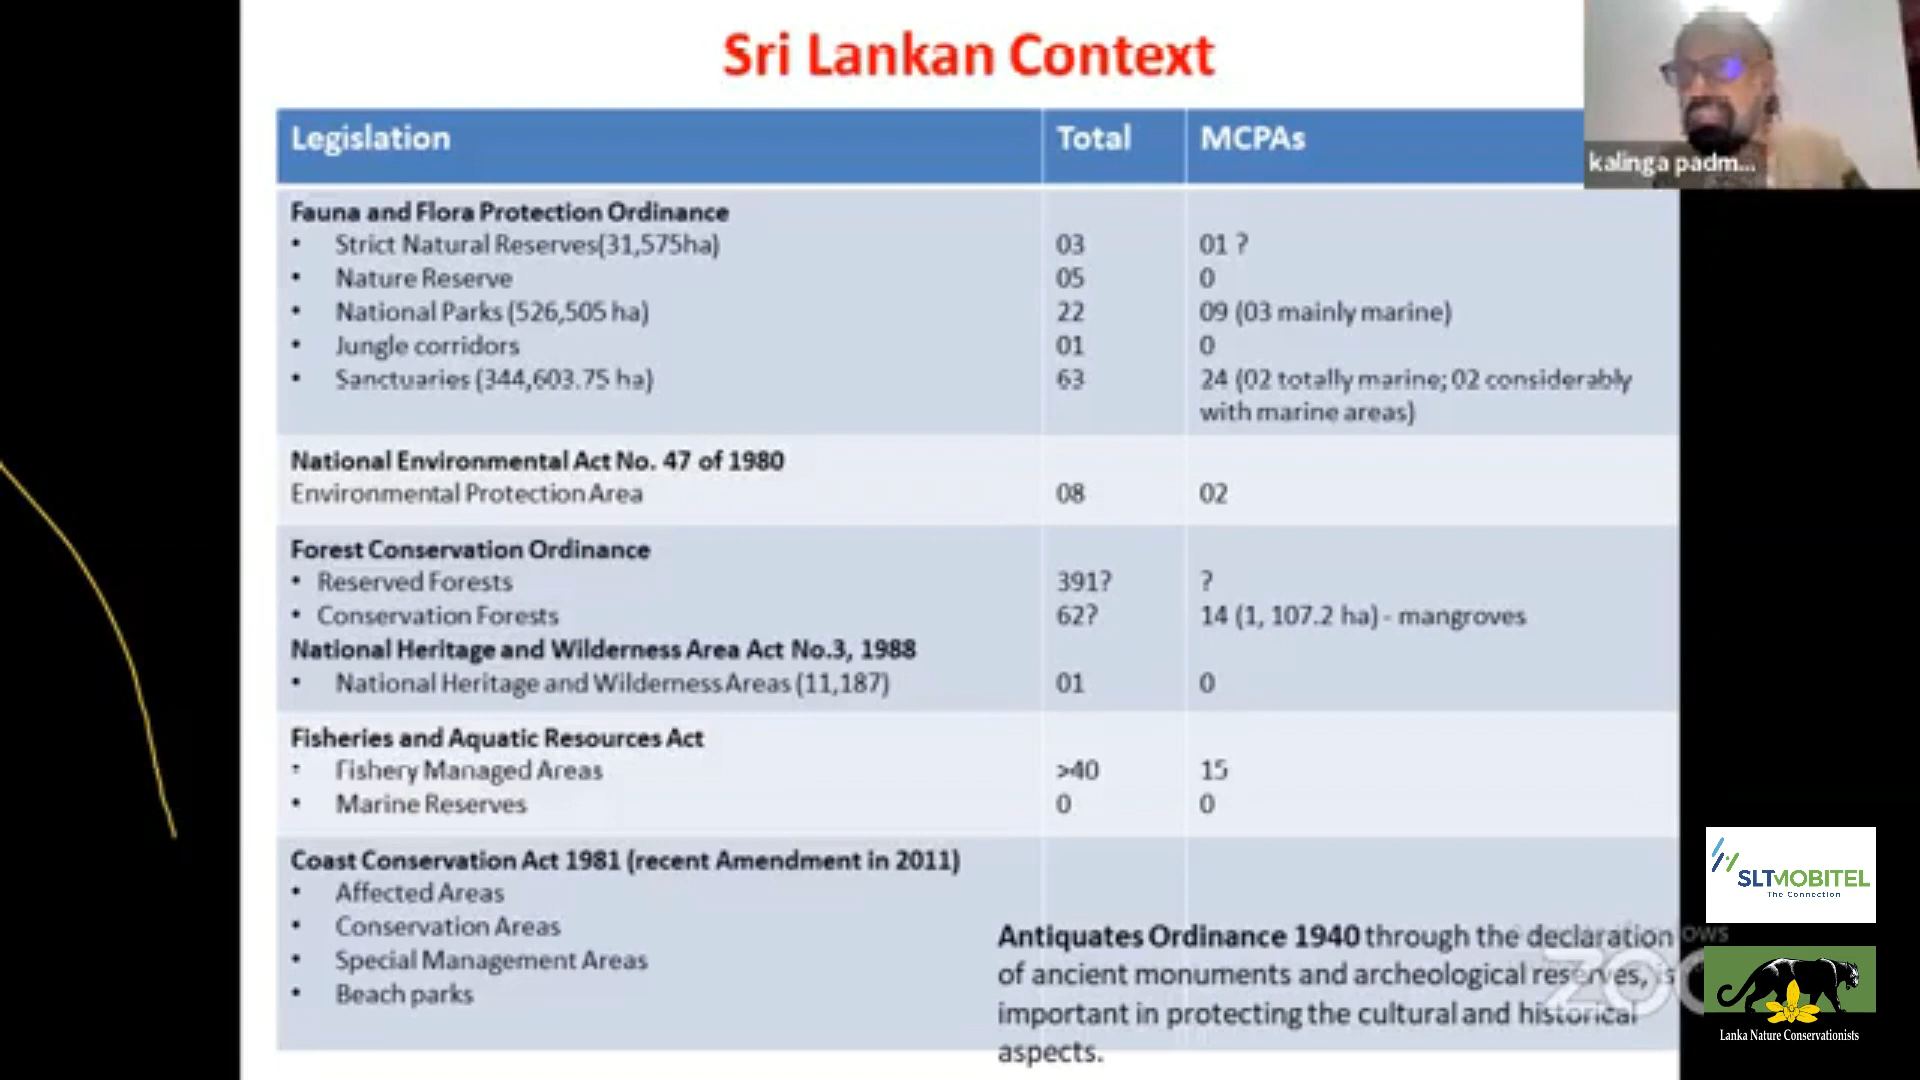 Sri Lankan Context
kalinga padm...
Legislation Total MCPAs
Fauna and Flora Protection Ordinance
• Strict Natural Reserves(31,575ha) 03 01 ?
• Nature Reserve 05 0
• National Parks (526,505 ha) 22 09 (03 mainly marine)
• Jungle corridors 01 0
• Sanctuaries (344,603.75 ha) 63 24 (02 totally marine; 02 considerably
with marine areas)
National Environmental Act No. 47 of 1980
Environmental Protection Area 08 02
Forest Conservation Ordinance
• Reserved Forests 391? ?
• Conservation Forests 62? 14 (1, 107.2 ha) - mangroves
National Heritage and Wilderness Area Act No.3, 1988
• National Heritage and Wilderness Areas (11,187) 01 0
Fisheries and Aquatic Resources Act
• Fishery Managed Areas >40 15
• Marine Reserves 0 0
Coast Conservation Act 1981 (recent Amendment in 2011)
• Affected Areas
• Conservation Areas
• Special Management Areas
• Beach parks
Antiquates Ordinance 1940 through the declaration
of ancient monuments and archeological reserves, is
important in protecting the cultural and historical
aspects.
SLTMOBITEL
The Connection
Lanka Nature Conservationists